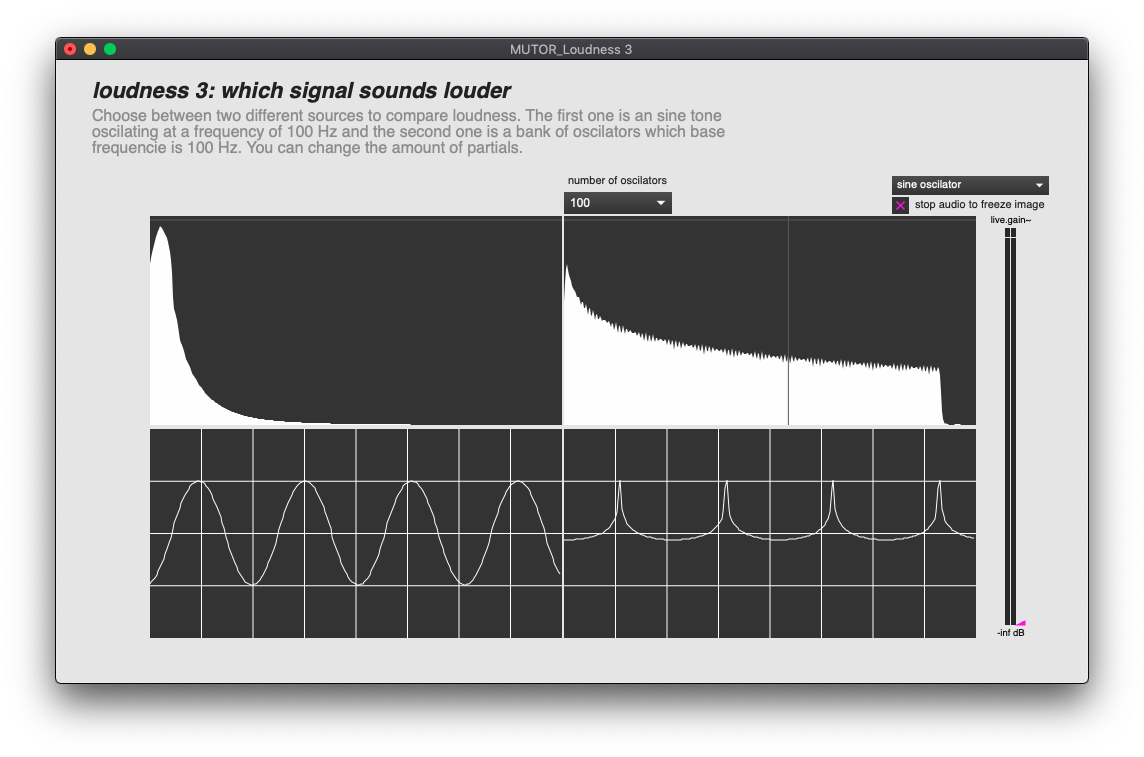 MUTOR_Loudness 3
loudness 3: which signal sounds louder
Choose between two different sources to compare loudness. The first one is an sine tone
oscilating at a frequency of 100 Hz and the second one is a bank of oscilators which base
frequencie is 100 Hz. You can change the amount of partials.
number of oscilators
100
sine oscilator
stop audio to freeze image
live.gain~
-inf dB